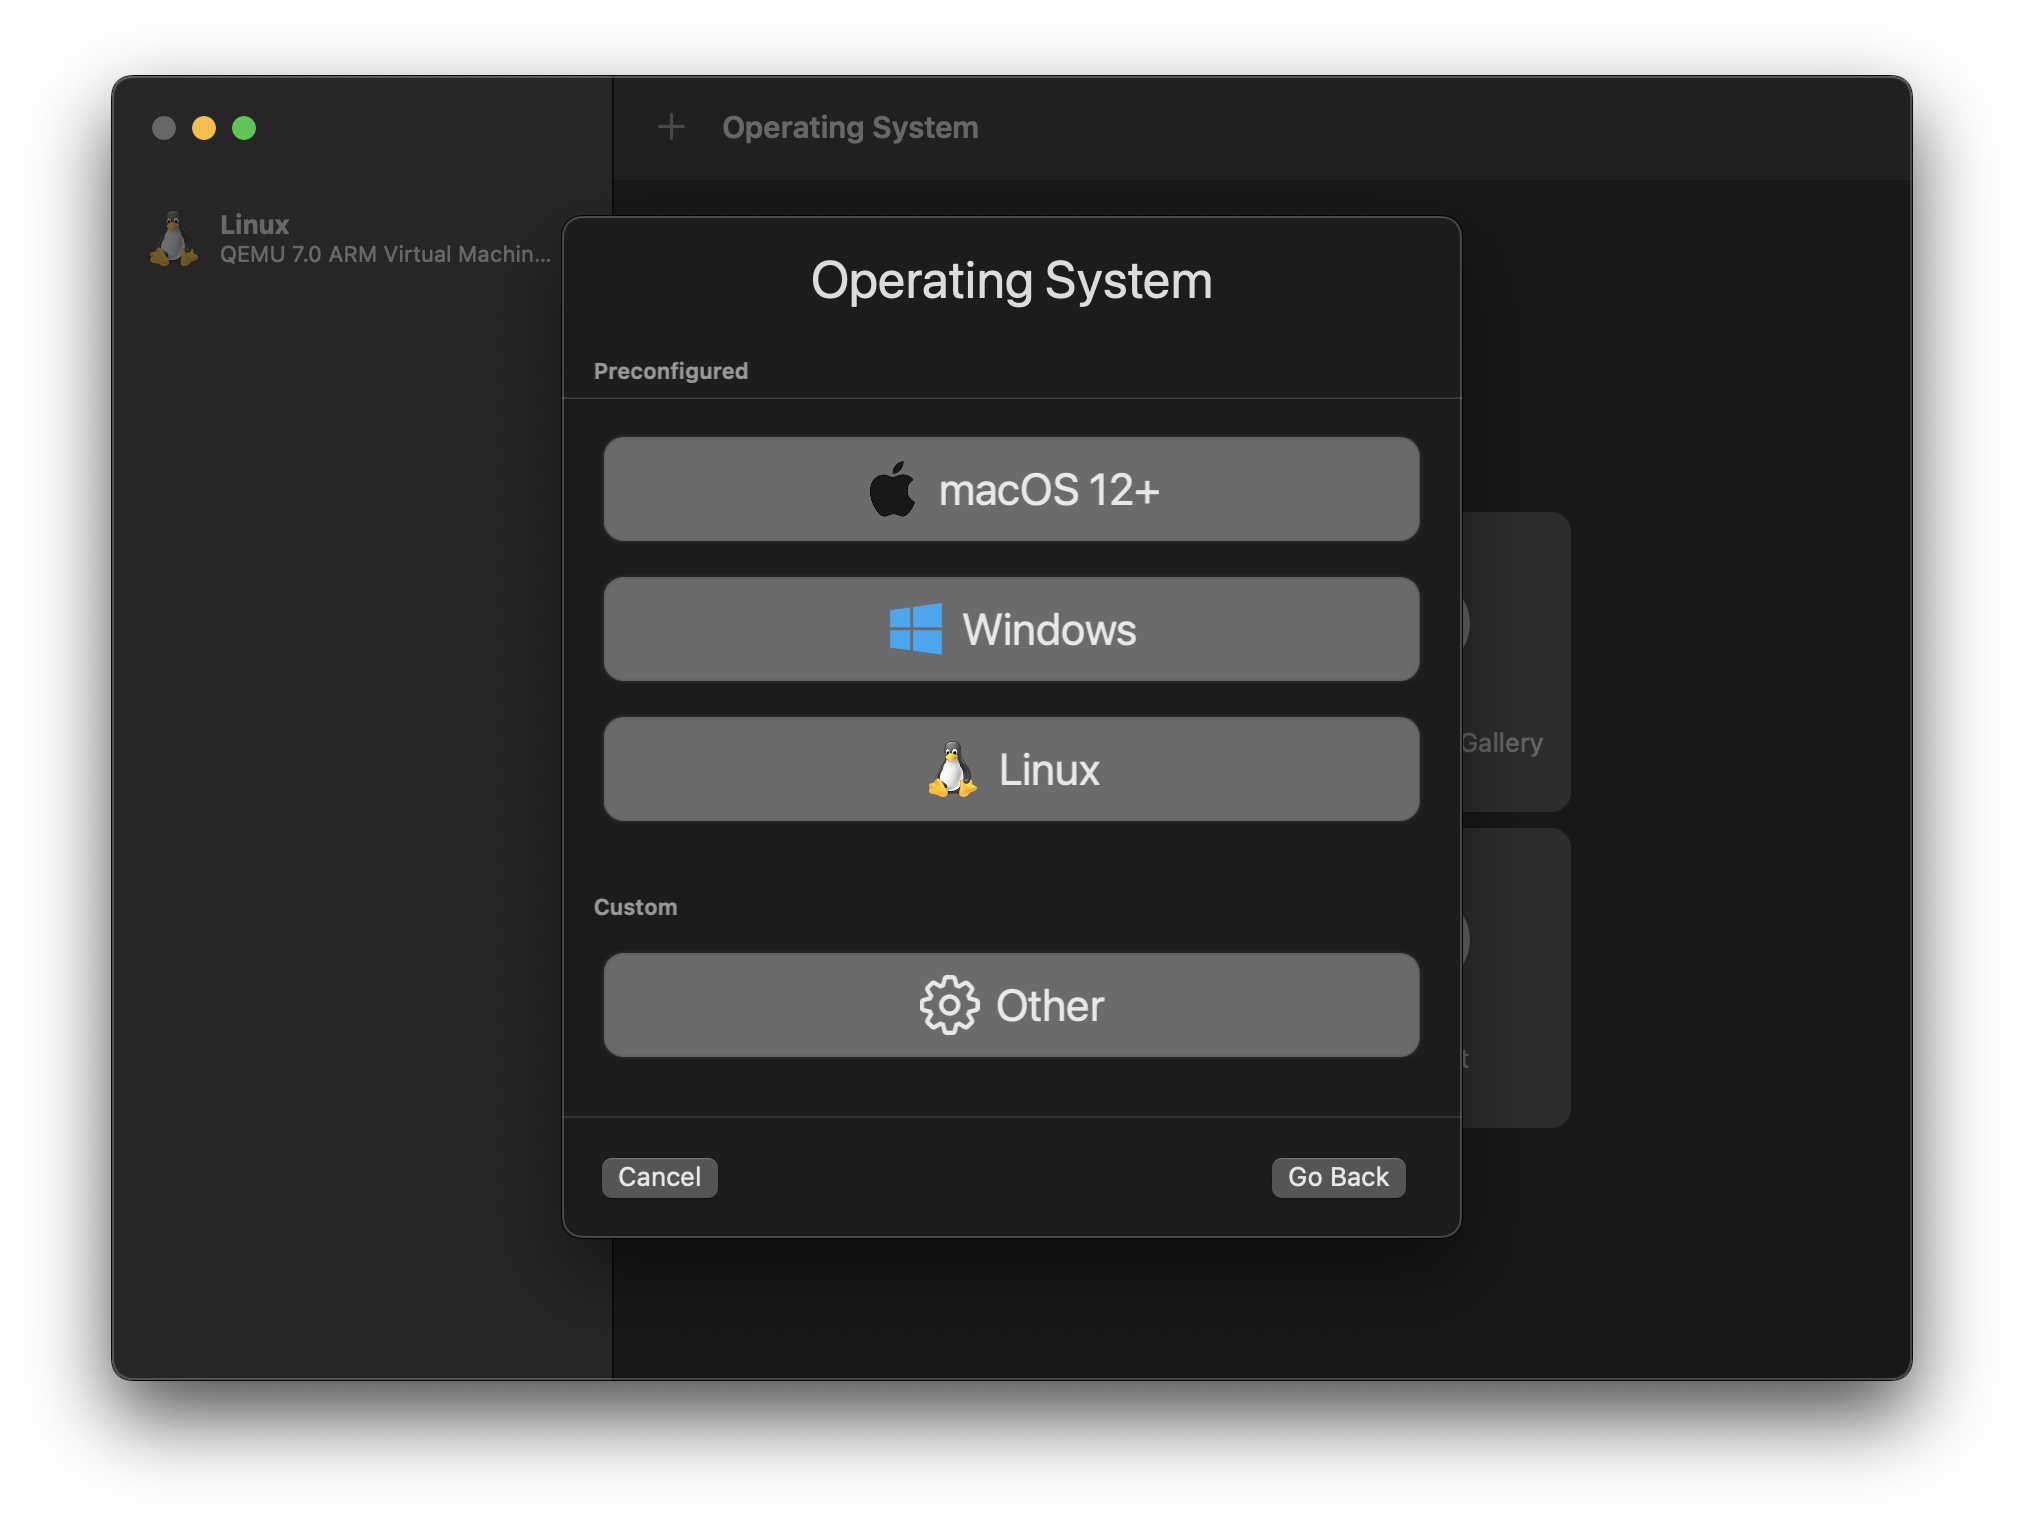 Operating System
Linux
QEMU 7.0 ARM Virtual Machin...
Operating System
Preconfigured
macOS 12+
Windows
Linux
Gallery
Custom
Other
t
Cancel
Go Back